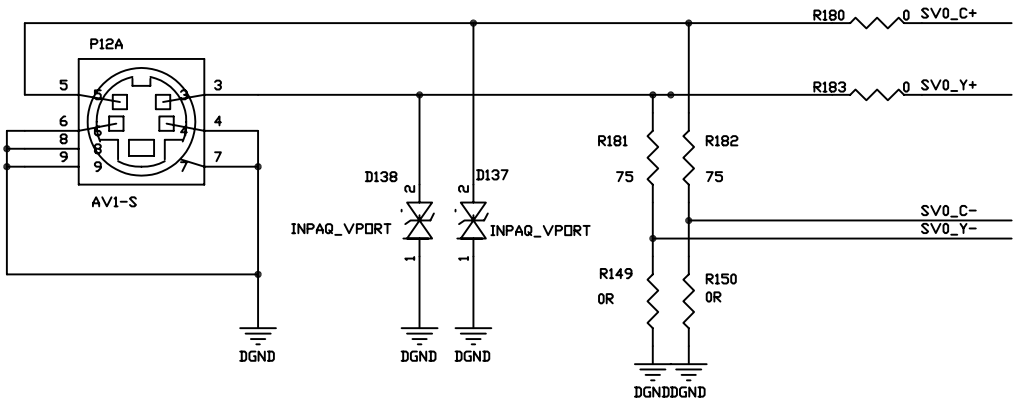 R180 0 SV0_C+
P12A
5 5 3 3
R183 0 SV0_Y+
6 6 4 4
8 8
9 9 7 7
R181 R182
75 75
AV1-S
D138 2 2 D137
SV0_C-
SV0_Y-
INPAQ_VPORT INPAQ_VPORT
1 1
R149 R150
0R 0R
DGND DGND DGND
DGND DGND